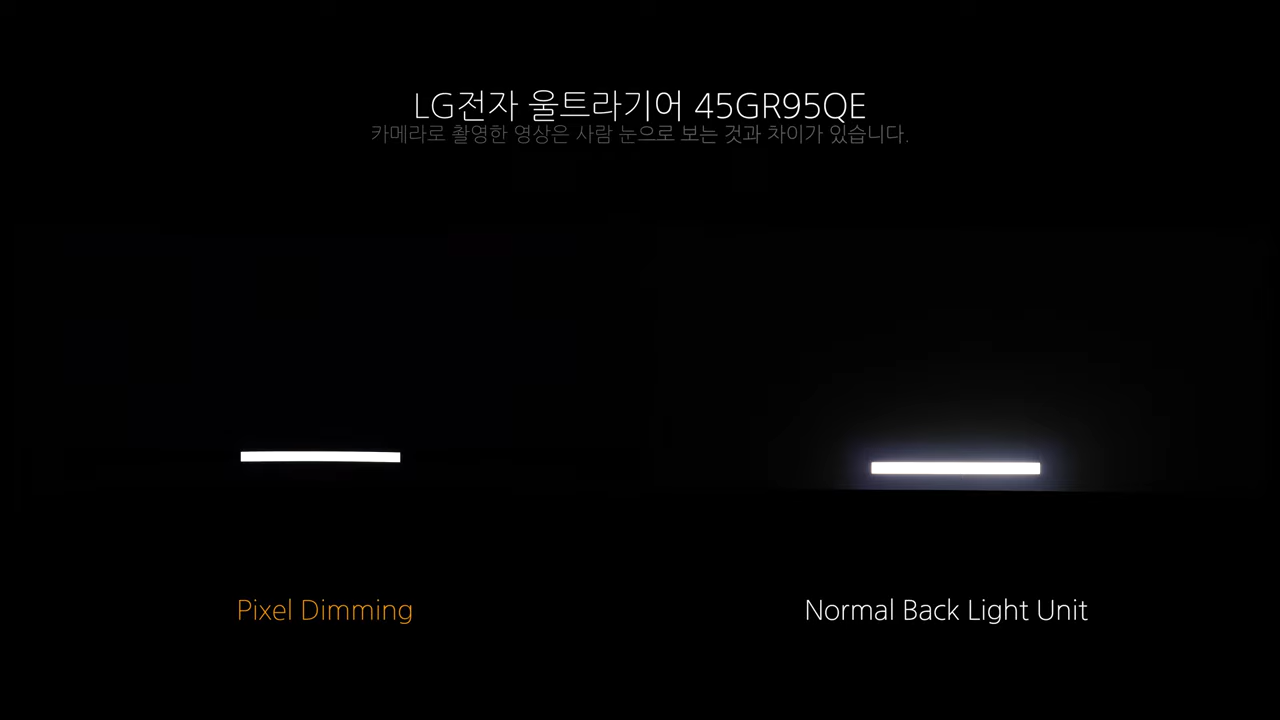 LG전자 울트라기어 45GR95QE
카메라로 촬영한 영상은 사람 눈으로 보는 것과 차이가 있습니다.
Pixel Dimming
Normal Back Light Unit